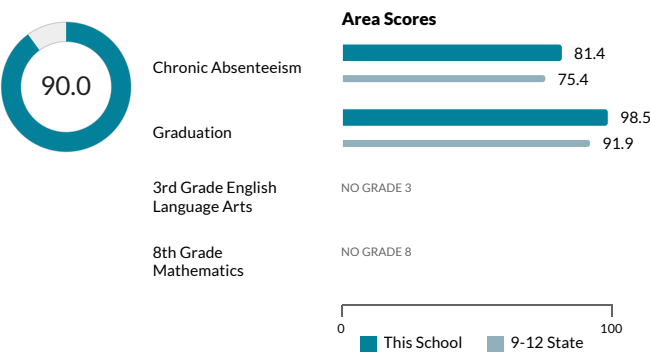 90.0
Area Scores
Chronic Absenteeism
81.4
75.4
Graduation
98.5
91.9
3rd Grade English
Language Arts
NO GRADE 3
8th Grade
Mathematics
NO GRADE 8
0 100
This School 9-12 State